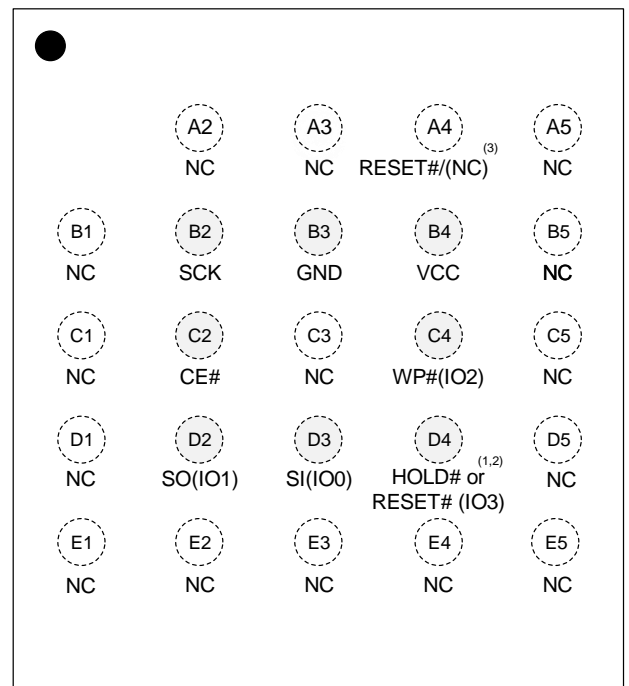 A2 A3 A4 A5
NC NC RESET#/(NC) (3) NC
B1 B2 B3 B4 B5
NC SCK GND VCC NC
C1 C2 C3 C4 C5
NC CE# NC WP#(IO2) NC
D1 D2 D3 D4 D5
NC SO(IO1) SI(IO0) HOLD# or (1,2) NC
RESET# (IO3)
E1 E2 E3 E4 E5
NC NC NC NC NC